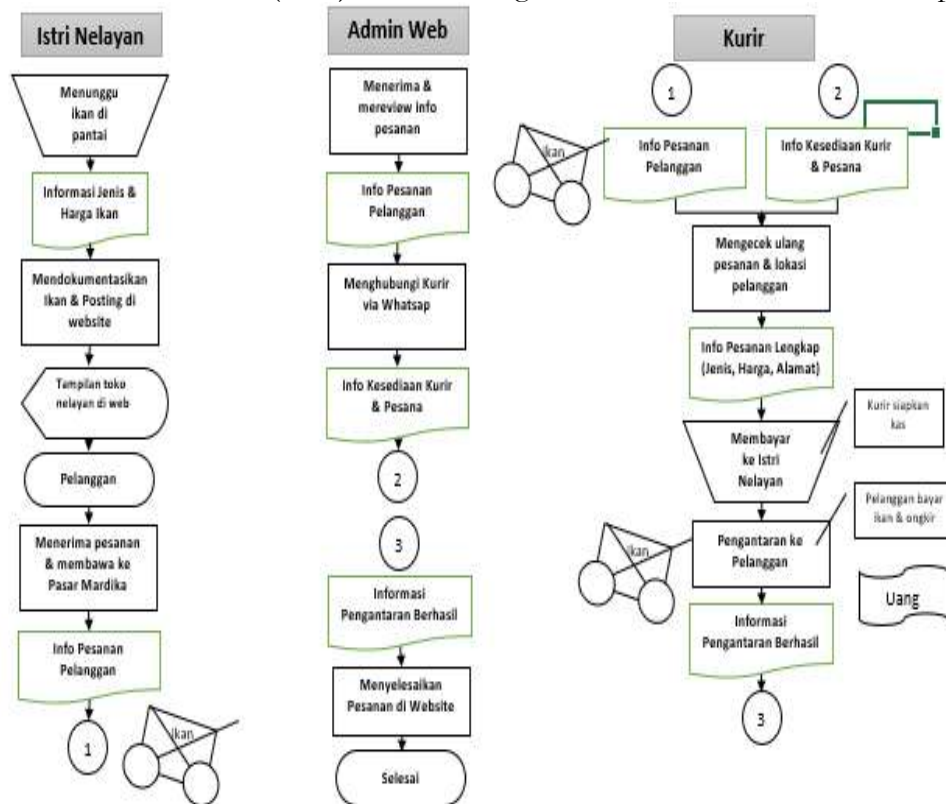 Istri Nelayan
Menunggu
ikan di
pantai
Informasi Jenis &
Harga Ikan
Mendokumentasikan
Ikan & Posting di
website
Tampilan toko
nelayan di web
Pelanggan
Menerima pesanan
& membawa ke
Pasar Mardika
Info Pesanan
Pelanggan
1
ikan
Admin Web
Menerima &
mereview info
pesanan
Info Pesanan
Pelanggan
Menghubungi Kurir
via Whatsap
Info Kesediaan Kurir
& Pesana
2
3
Informasi
Pengantaran Berhasil
Menyelesaikan
Pesanan di Website
Selesai
Kurir
1
2
ikan
Info Pesanan
Pelanggan
Info Kesediaan Kurir
& Pesana
Mengecek ulang
pesanan & lokasi
pelanggan
Info Pesanan Lengkap
(Jenis, Harga, Alamat)
Kurir siapkan
kas
Membayar
ke Istri
Nelayan
Pelanggan bayar
ikan & ongkir
ikan
Pengantaran ke
Pelanggan
Uang
Informasi
Pengantaran Berhasil
3